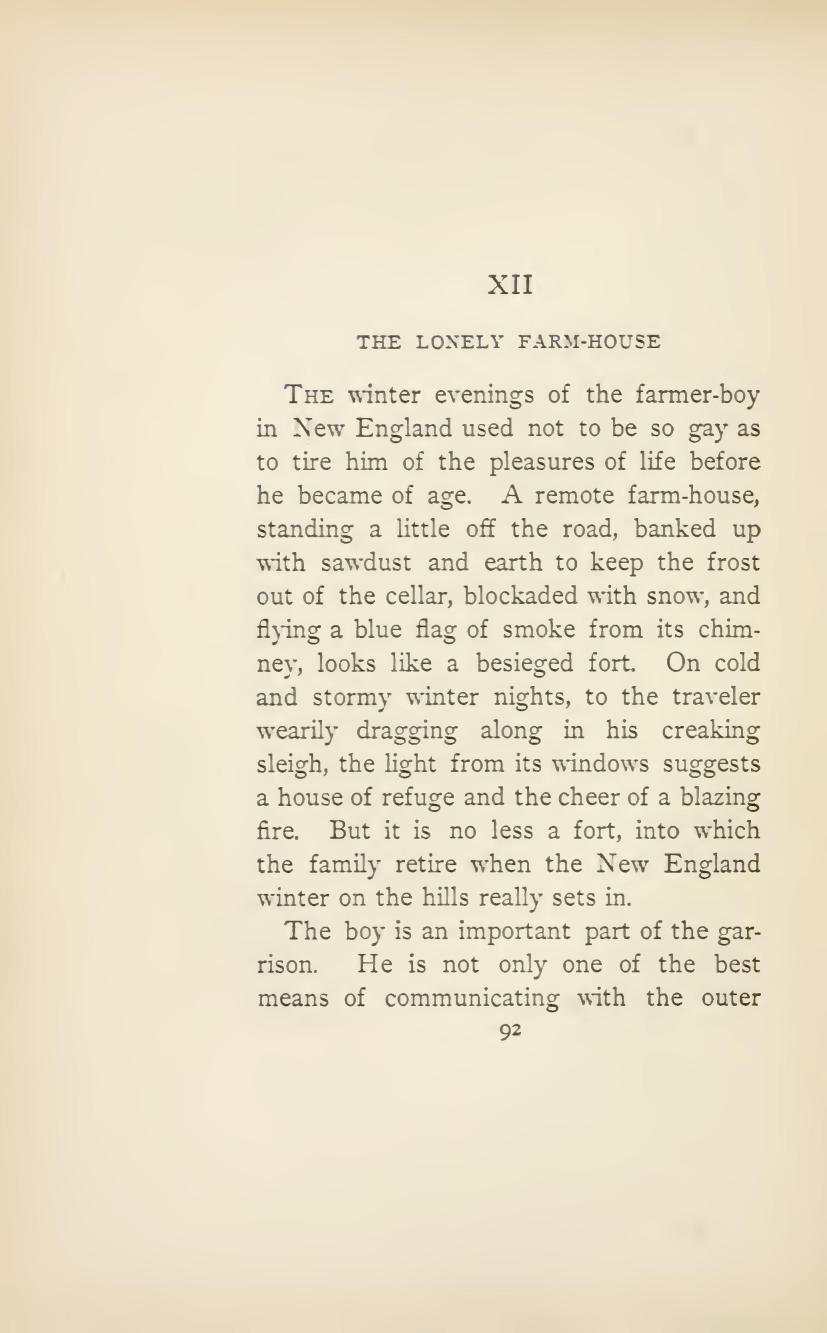 XII
THE LONELY FARM-HOUSE
THE winter evenings of the farmer-boy
in New England used not to be so gay as
to tire him of the pleasures of life before
he became of age. A remote farm-house,
standing a little off the road, banked up
with sawdust and earth to keep the frost
out of the cellar, blockaded with snow, and
flying a blue flag of smoke from its chim-
ney, looks like a besieged fort. On cold
and stormy winter nights, to the traveler
wearily dragging along in his creaking
sleigh, the light from its windows suggests
a house of refuge and the cheer of a blazing
fire. But it is no less a fort, into which
the family retire when the New England
winter on the hills really sets in.
The boy is an important part of the gar-
rison. He is not only one of the best
means of communicating with the outer
92